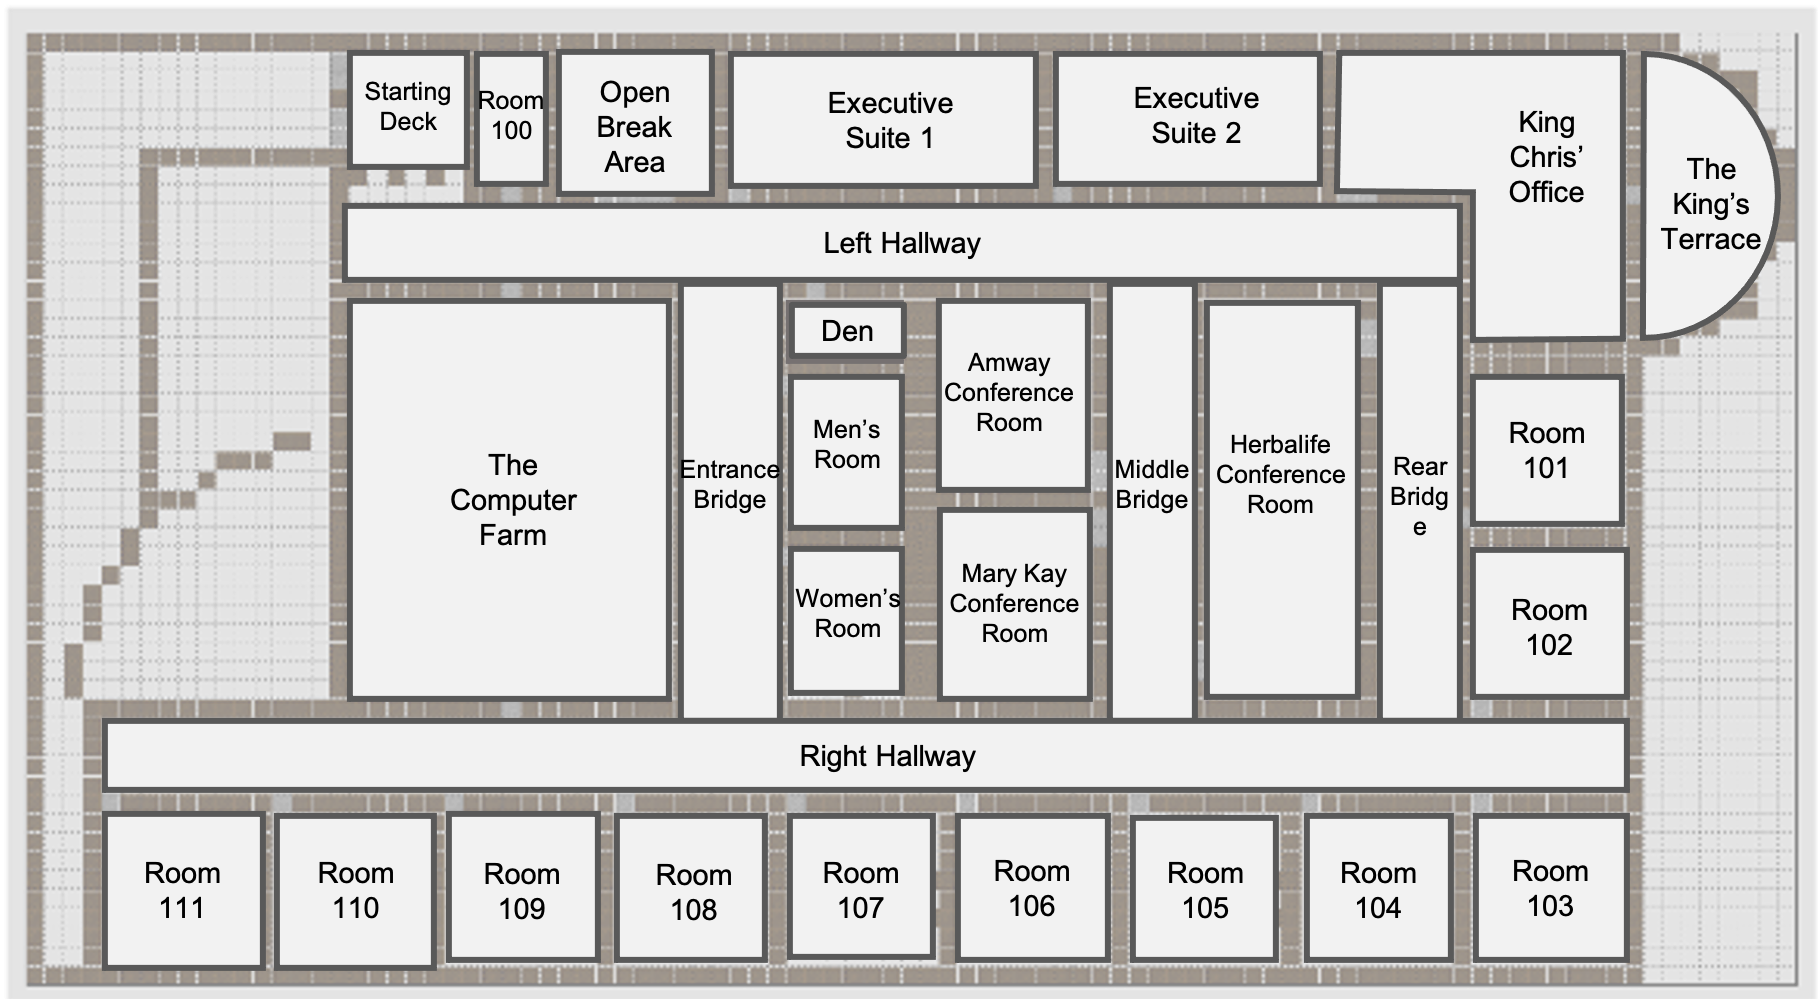 Starting
Deck
Room
100
Open
Break
Area
Executive
Suite 1
Executive
Suite 2
King
Chris’
Office
The
King’s
Terrace
Left Hallway
The
Computer
Farm
Entrance
Bridge
Den
Men’s
Room
Women’s
Room
Amway
Conference
Room
Mary Kay
Conference
Room
Middle
Bridge
Herbalife
Conference
Room
Rear
Bridg
e
Room
101
Room
102
Right Hallway
Room
111
Room
110
Room
109
Room
108
Room
107
Room
106
Room
105
Room
104
Room
103